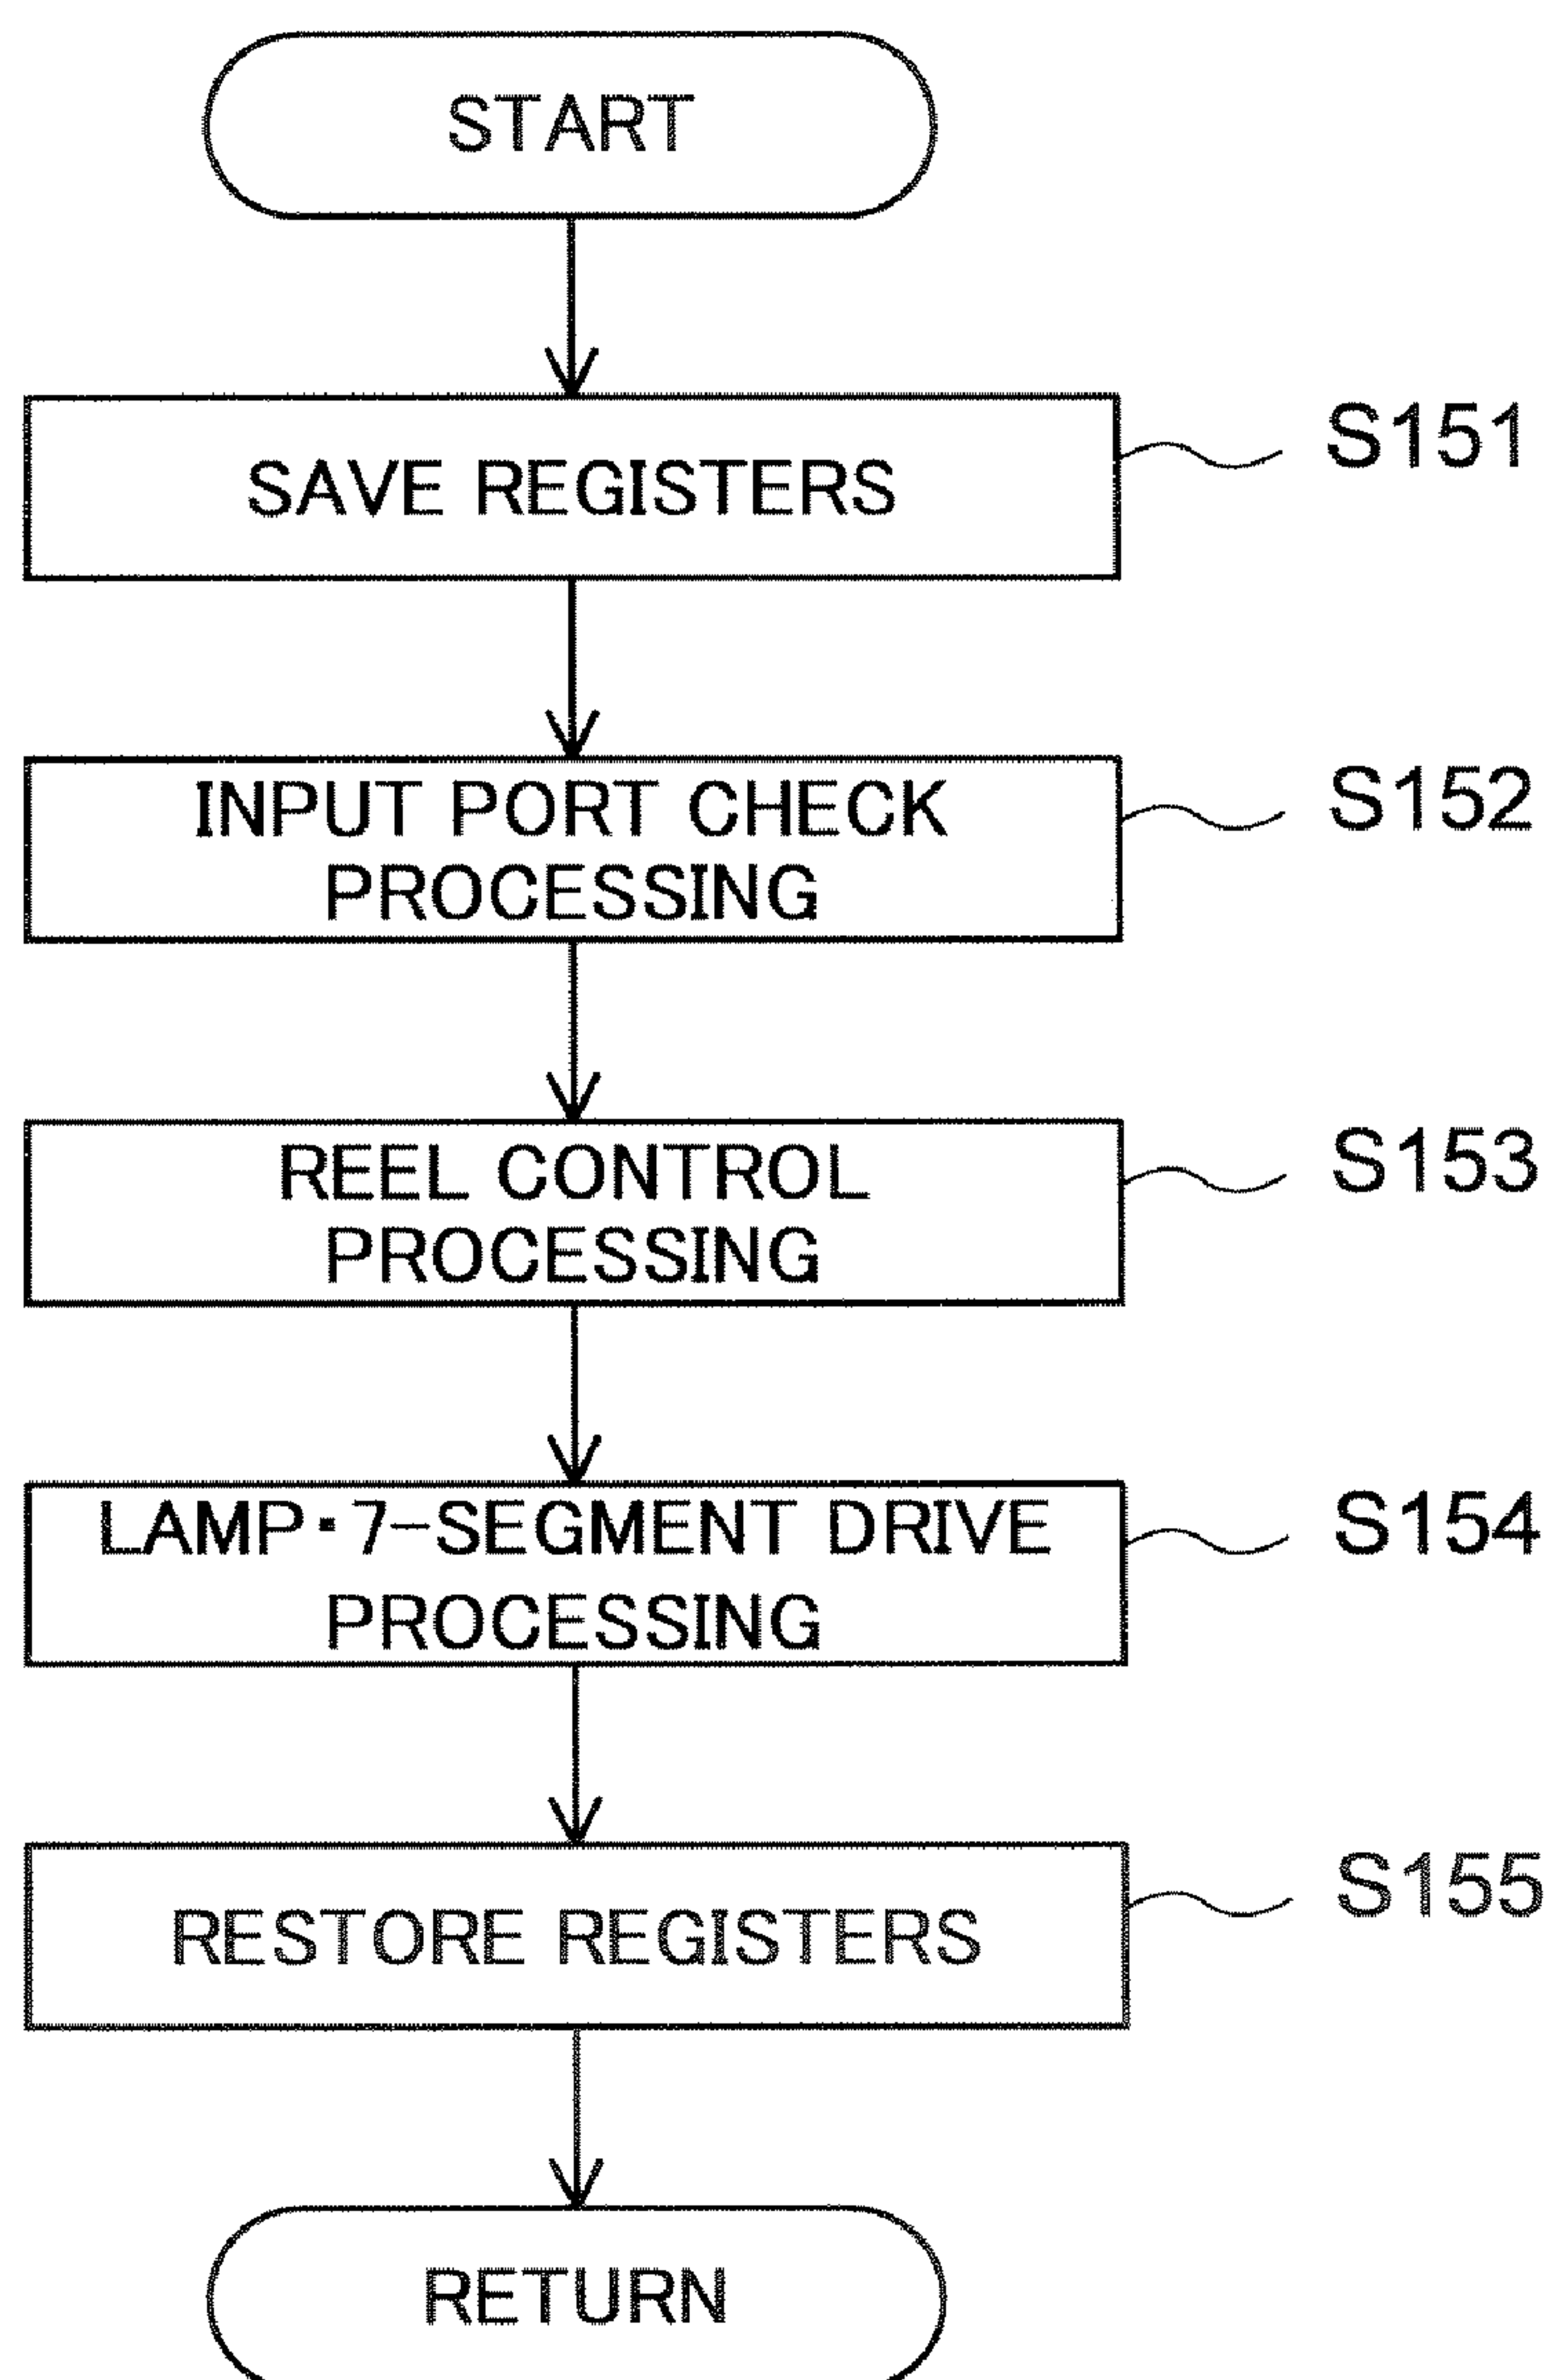 START
SAVE REGISTERS
S151
INPUT PORT CHECK
PROCESSING
S152
REEL CONTROL
PROCESSING
S153
LAMP・7-SEGMENT DRIVE
PROCESSING
S154
RESTORE REGISTERS
S155
RETURN